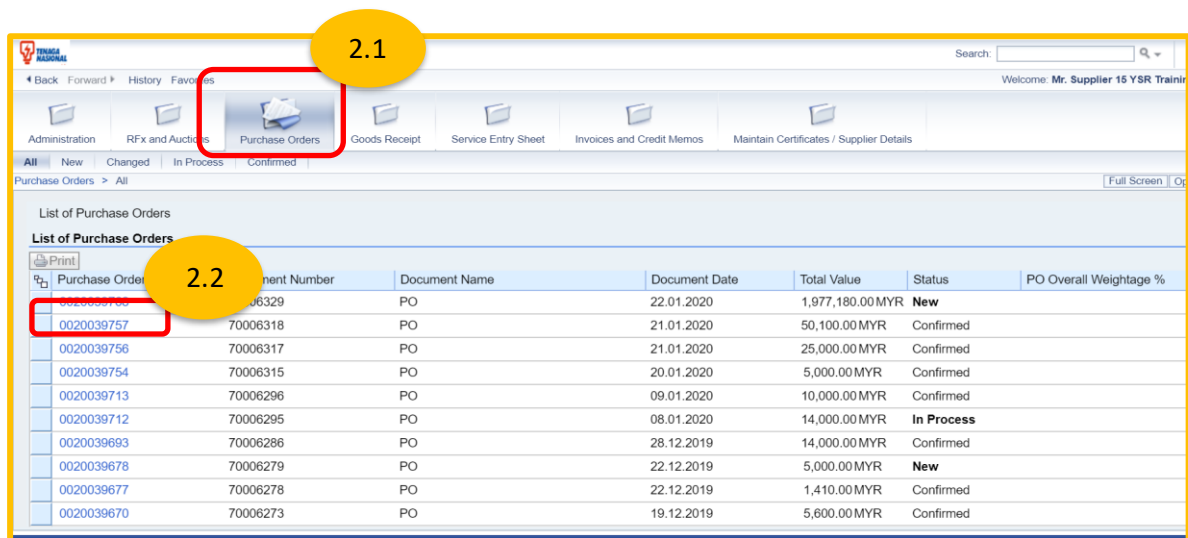 2.1
TENAGA
NASIONAL
Search:
Back Forward History Favorites
Welcome: Mr. Supplier 15 YSR Trainin
Administration RFx and Auctions Purchase Orders Goods Receipt Service Entry Sheet Invoices and Credit Memos Maintain Certificates / Supplier Details
All New Changed In Process Confirmed
Purchase Orders > All Full Screen Op
List of Purchase Orders
List of Purchase Orders
Print
2.2
Purchase Order ment Number Document Name Document Date Total Value Status PO Overall Weightage %
6329 PO 22.01.2020 1,977,180.00 MYR New
0020039757 70006318 PO 21.01.2020 50,100.00 MYR Confirmed
0020039756 70006317 PO 21.01.2020 25,000.00 MYR Confirmed
0020039754 70006315 PO 20.01.2020 5,000.00 MYR Confirmed
0020039713 70006296 PO 09.01.2020 10,000.00 MYR Confirmed
0020039712 70006295 PO 08.01.2020 14,000.00 MYR In Process
0020039693 70006286 PO 28.12.2019 14,000.00 MYR Confirmed
0020039678 70006279 PO 22.12.2019 5,000.00 MYR New
0020039677 70006278 PO 22.12.2019 1,410.00 MYR Confirmed
0020039670 70006273 PO 19.12.2019 5,600.00 MYR Confirmed